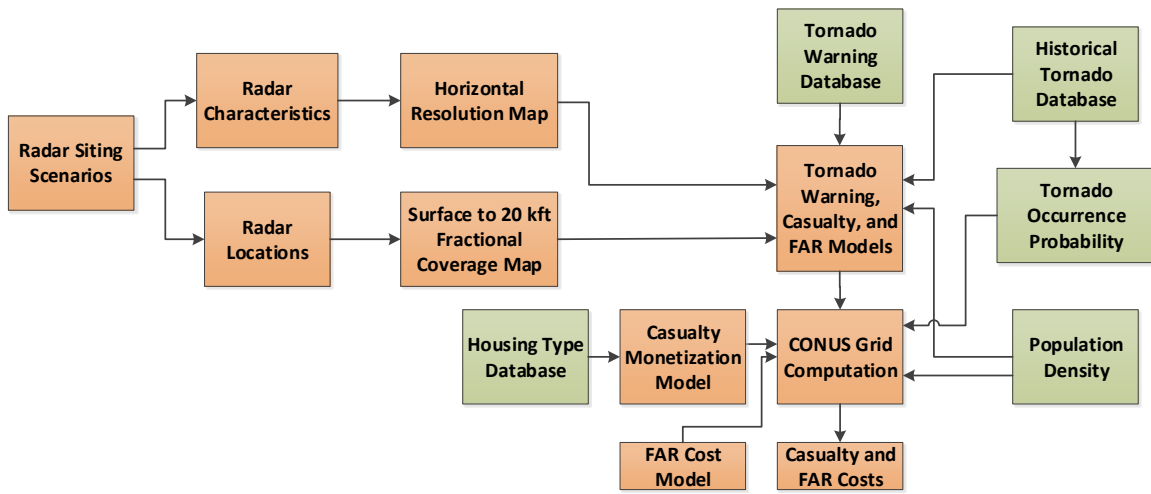 Radar Siting
Scenarios
Radar
Characteristics
Horizontal
Resolution Map
Radar
Locations
Surface to 20 kft
Fractional
Coverage Map
Tornado
Warning
Database
Historical
Tornado
Database
Tornado
Warning,
Casualty, and
FAR Models
Tornado
Occurrence
Probability
Housing Type
Database
Casualty
Monetization
Model
CONUS Grid
Computation
Population
Density
FAR Cost
Model
Casualty and
FAR Costs